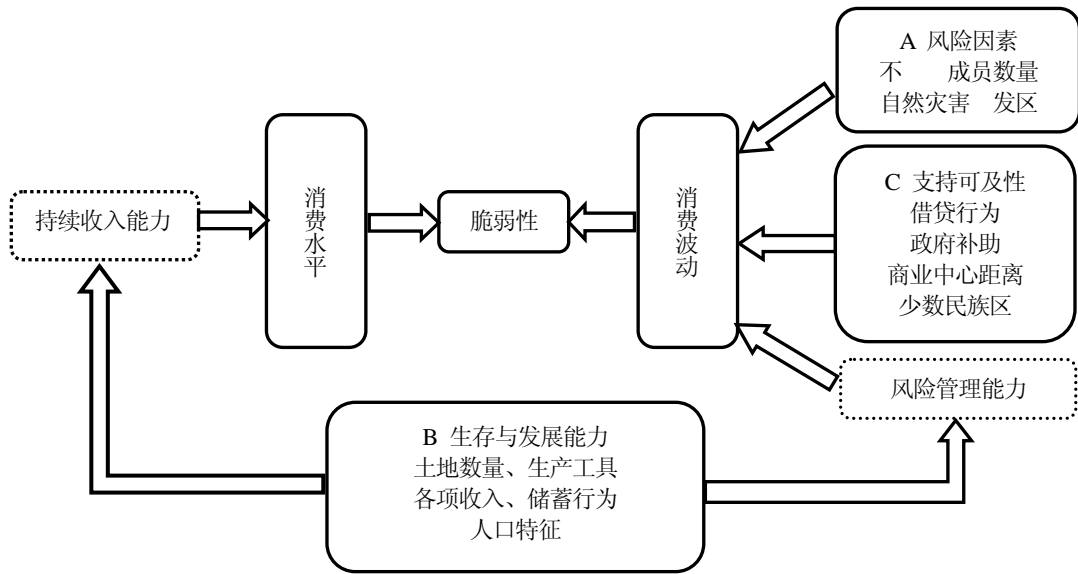 A 风险因素
不 成员数量
自然灾害 发区
C 支持可及性
借贷行为
政府补助
商业中心距离
少数民族区
持续收入能力
消费水平
脆弱性
消费波动
风险管理能力
B 生存与发展能力
土地数量、生产工具
各项收入、储蓄行为
人口特征